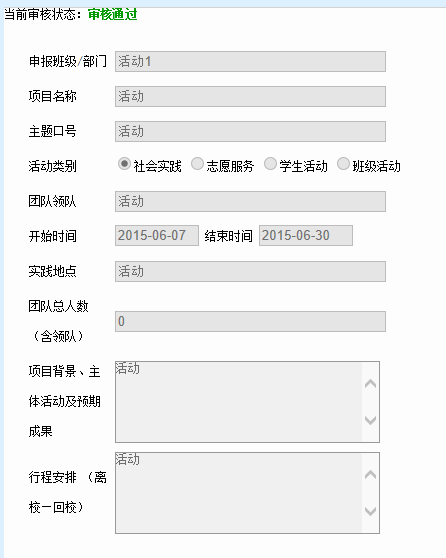 当前审核状态：审核通过
申报班级/部门 活动1
项目名称 活动
主题口号 活动
活动类别 社会实践 志愿服务 学生活动 班级活动
团队领队 活动
开始时间 2015-06-07 结束时间 2015-06-30
实践地点 活动
团队总人数
（含领队）
0
项目背景、主
体活动及预期
成果
活动
行程安排 （离
校－回校）
活动